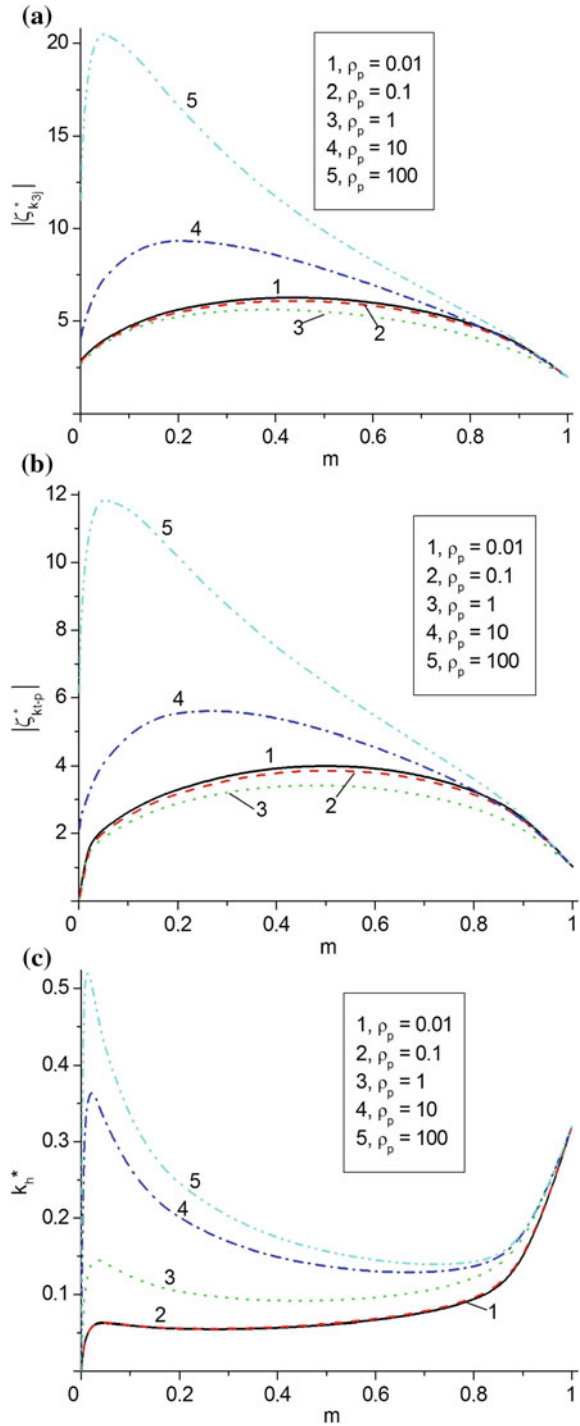 (a)
20
15
10
5
|ζ*k3j|
5
4
1
3
2
1, ρp = 0.01
2, ρp = 0.1
3, ρp = 1
4, ρp = 10
5, ρp = 100
0 0.2 0.4 0.6 0.8 1
m
(b)
12
10
8
6
4
2
|ζ*kt-p|
5
4
1
3
2
1, ρp = 0.01
2, ρp = 0.1
3, ρp = 1
4, ρp = 10
5, ρp = 100
0 0.2 0.4 0.6 0.8 1
m
(c)
0.5
0.4
0.3
0.2
0.1
kh*
5
4
3
2
1
1, ρp = 0.01
2, ρp = 0.1
3, ρp = 1
4, ρp = 10
5, ρp = 100
0 0.2 0.4 0.6 0.8 1
m